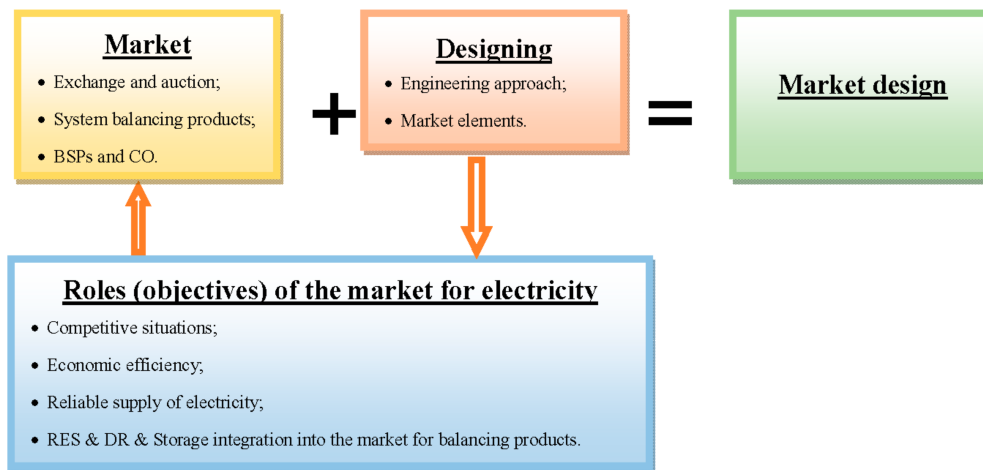 Market
• Exchange and auction;
• System balancing products;
• BSPs and CO.
+
Designing
• Engineering approach;
• Market elements.
=
Market design
Roles (objectives) of the market for electricity
• Competitive situations;
• Economic efficiency;
• Reliable supply of electricity;
• RES & DR & Storage integration into the market for balancing products.